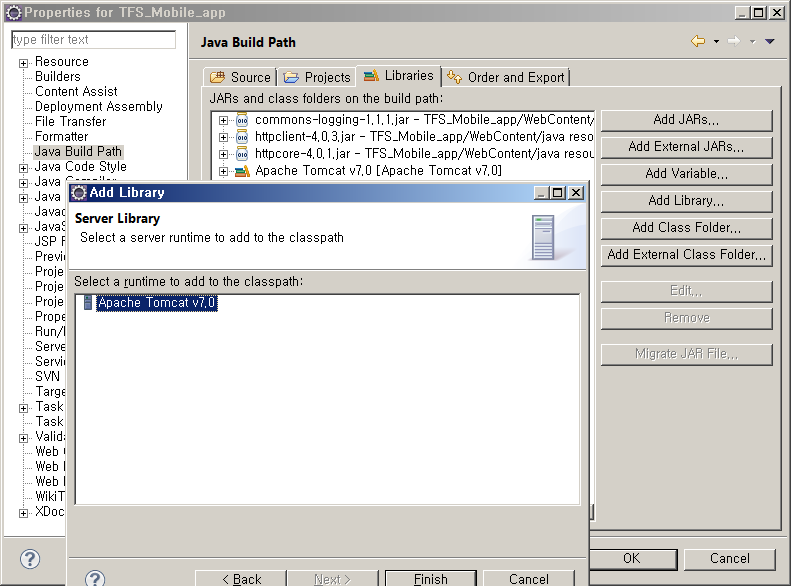 Properties for TFS_Mobile_app
type filter text
Resource
Builders
Content Assist
Deployment Assembly
File Transfer
Formatter
Java Build Path
Java Code Style
Java Compiler
Java
Java
JavaS
JSP F
Previ
Proje
Proje
Proje
Prope
Run/
Serve
Servi
SVN
Targe
Task
Task
Valida
Web
Web
Web
WikiT
XDoc
Java Build Path
Source
Projects
Libraries
Order and Export
JARs and class folders on the build path:
commons-logging-1.1.1.jar - TFS_Mobile_app/WebContent/
httpclient-4.0.3.jar - TFS_Mobile_app/WebContent/java reso
httpcore-4.0.1.jar - TFS_Mobile_app/WebContent/java resou
Apache Tomcat v7.0 [Apache Tomcat v7.0]
Add JARs...
Add External JARs...
Add Variable...
Add Library...
Add Class Folder...
Add External Class Folder...
Edit...
Remove
Migrate JAR File...
OK
Cancel
Add Library
Server Library
Select a server runtime to add to the classpath
Select a runtime to add to the classpath:
Apache Tomcat v7.0
< Back
Next >
Finish
Cancel